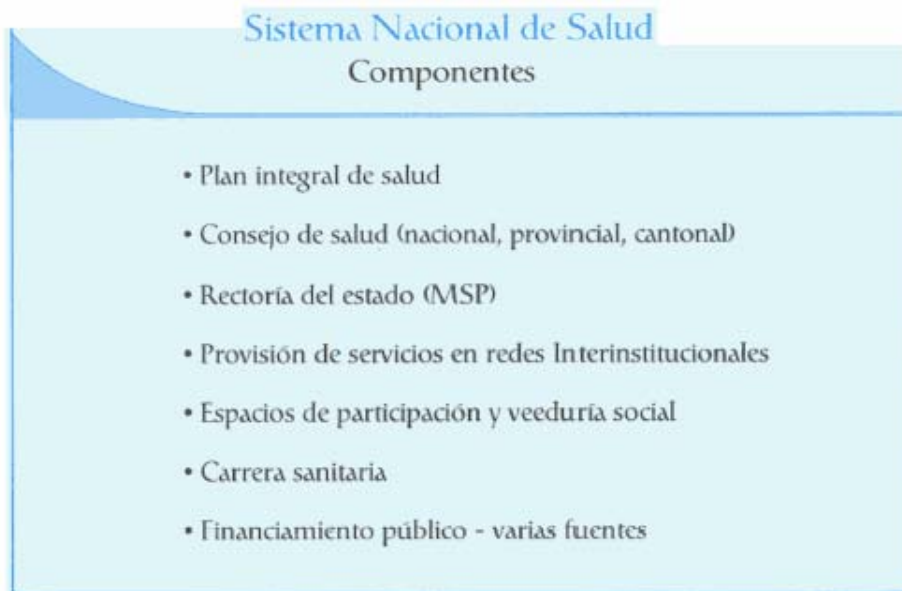 Sistema Nacional de Salud
Componentes
• Plan integral de salud
• Consejo de salud (nacional, provincial, cantonal)
• Rectoría del estado (MSP)
• Provisión de servicios en redes Interinstitucionales
• Espacios de participación y veeduría social
• Carrera sanitaria
• Financiamiento público - varias fuentes